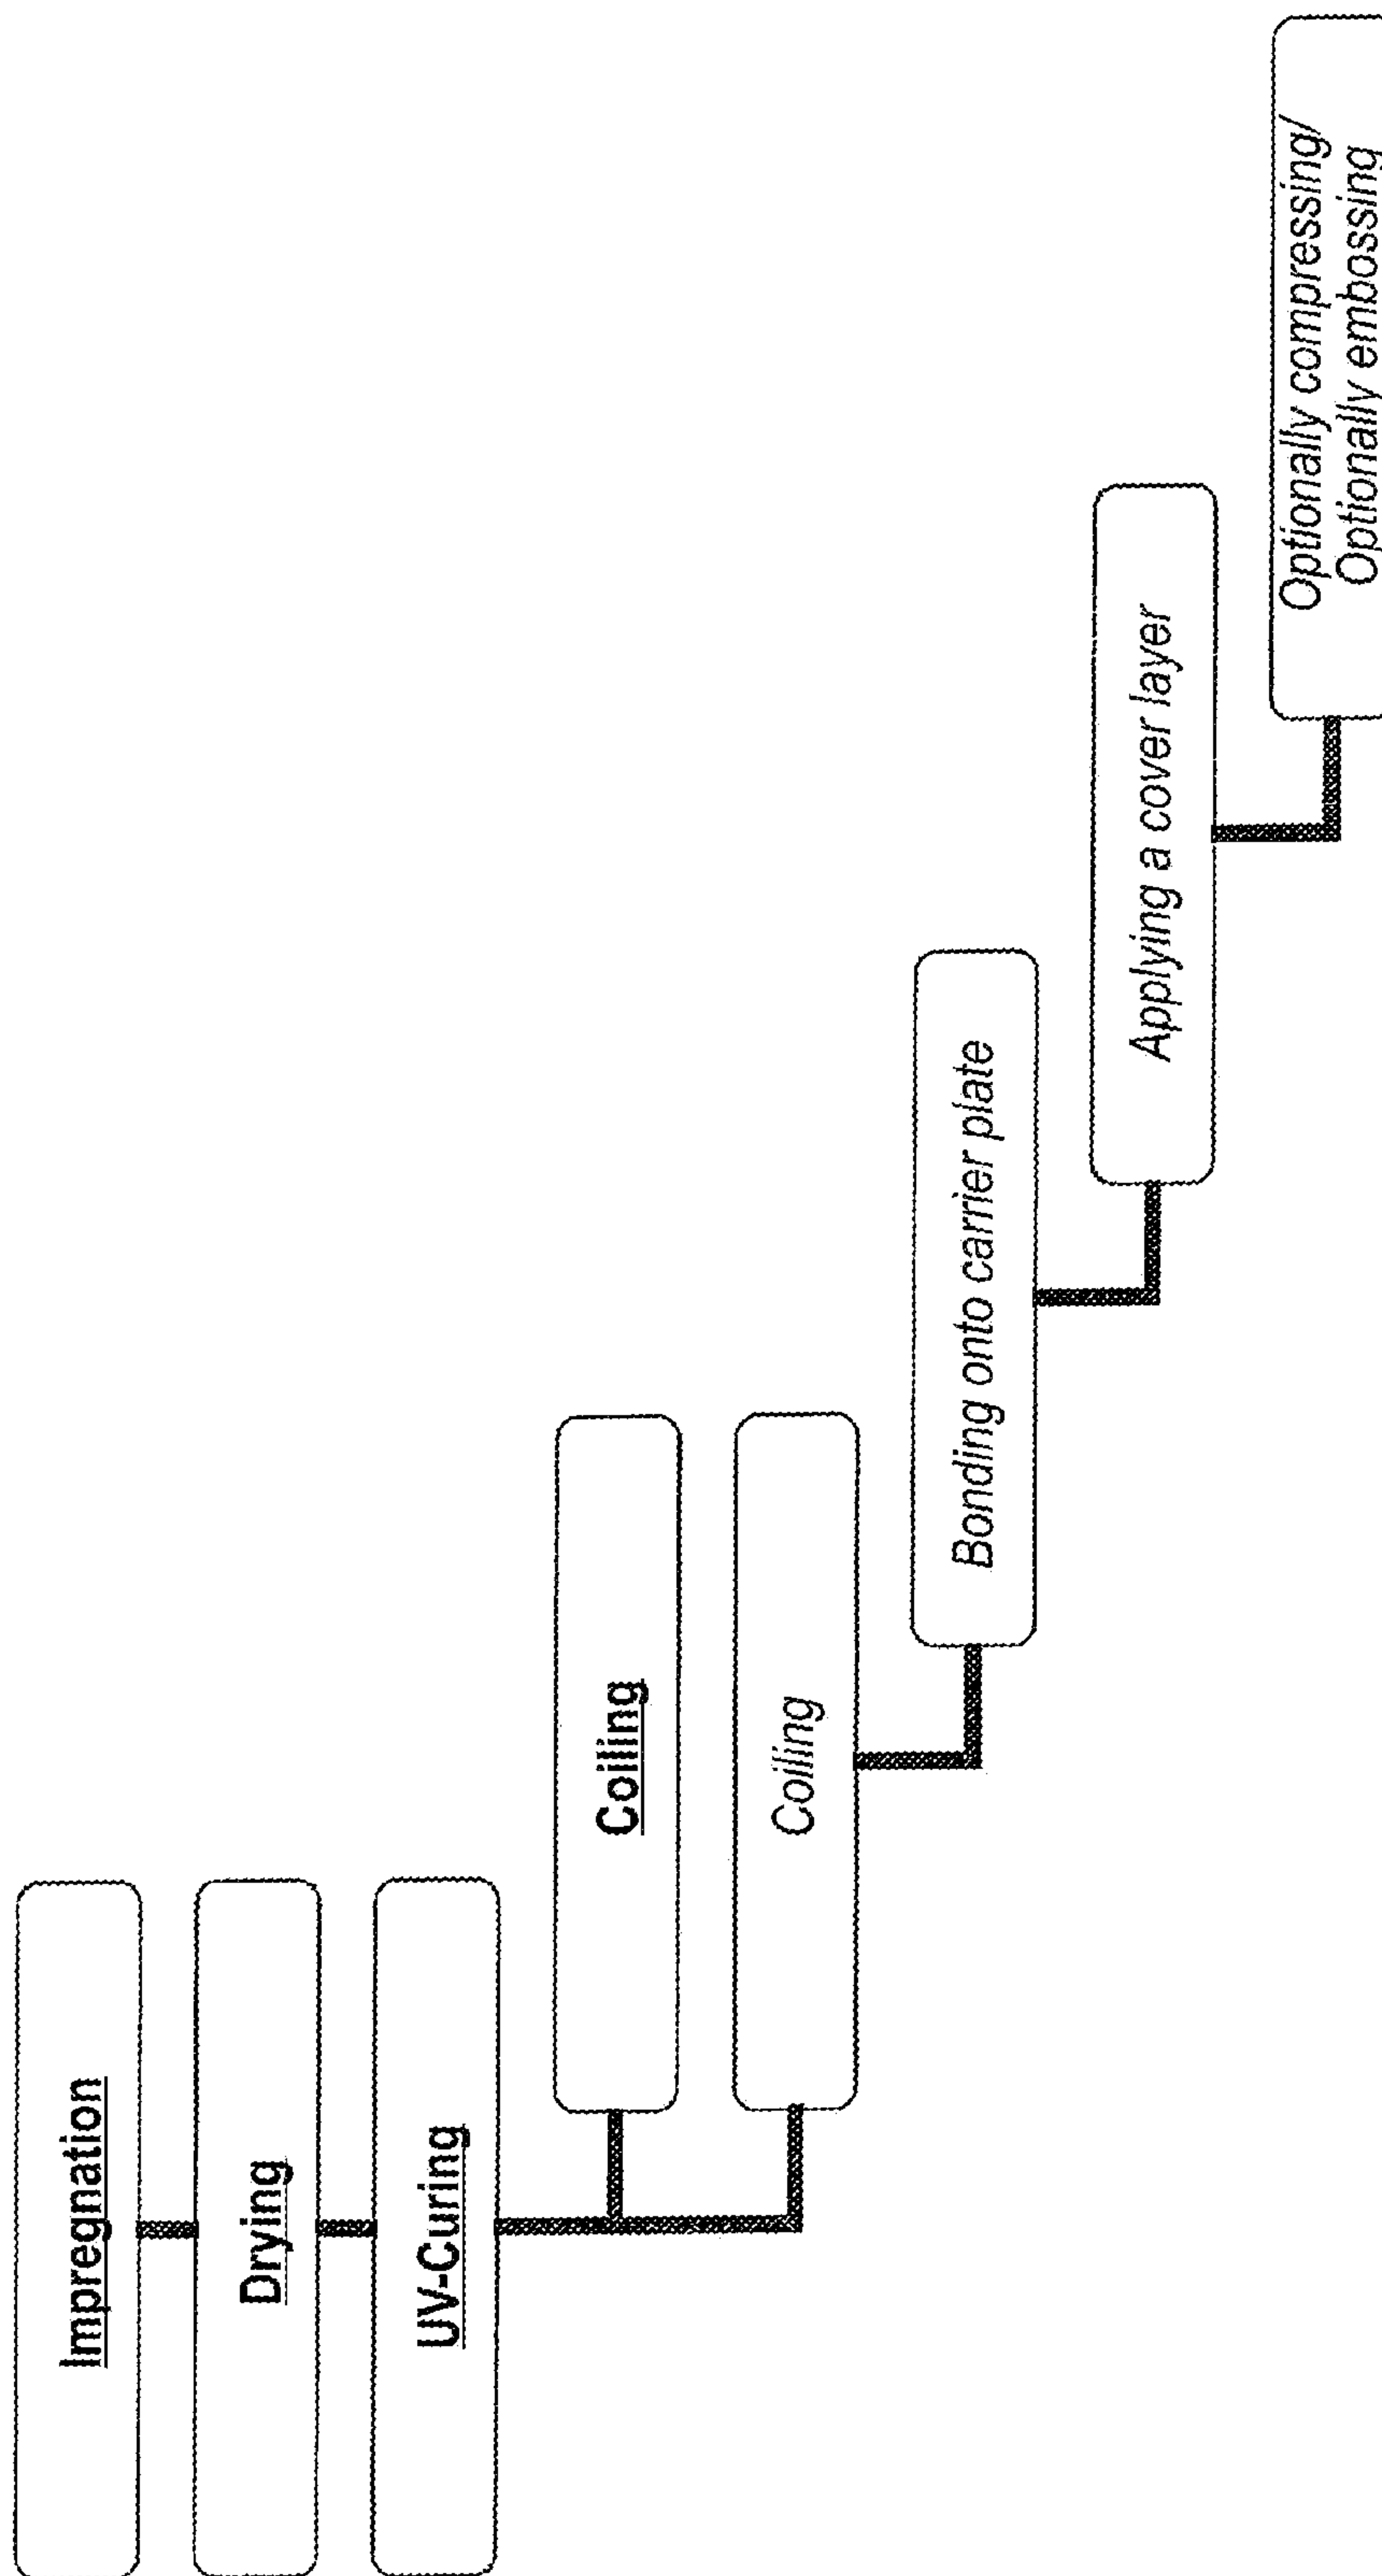 Impregnation
Drying
UV-Curing
Coiling
Coiling
Bonding onto carrier plate
Applying a cover layer
Optionally compressing/
Optionally embossing